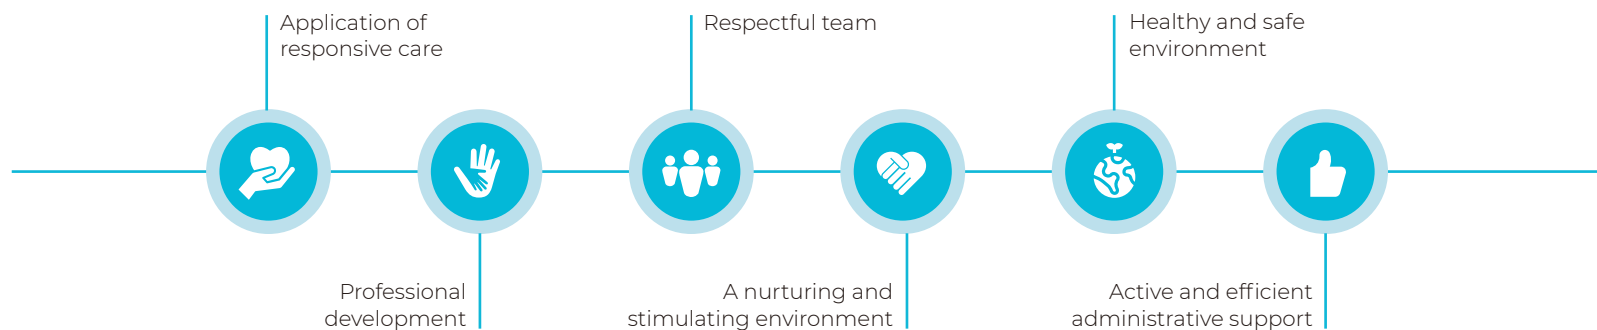 Application of
responsive care
Professional
development
Respectful team
A nurturing and
stimulating environment
Healthy and safe
environment
Active and efficient
administrative support